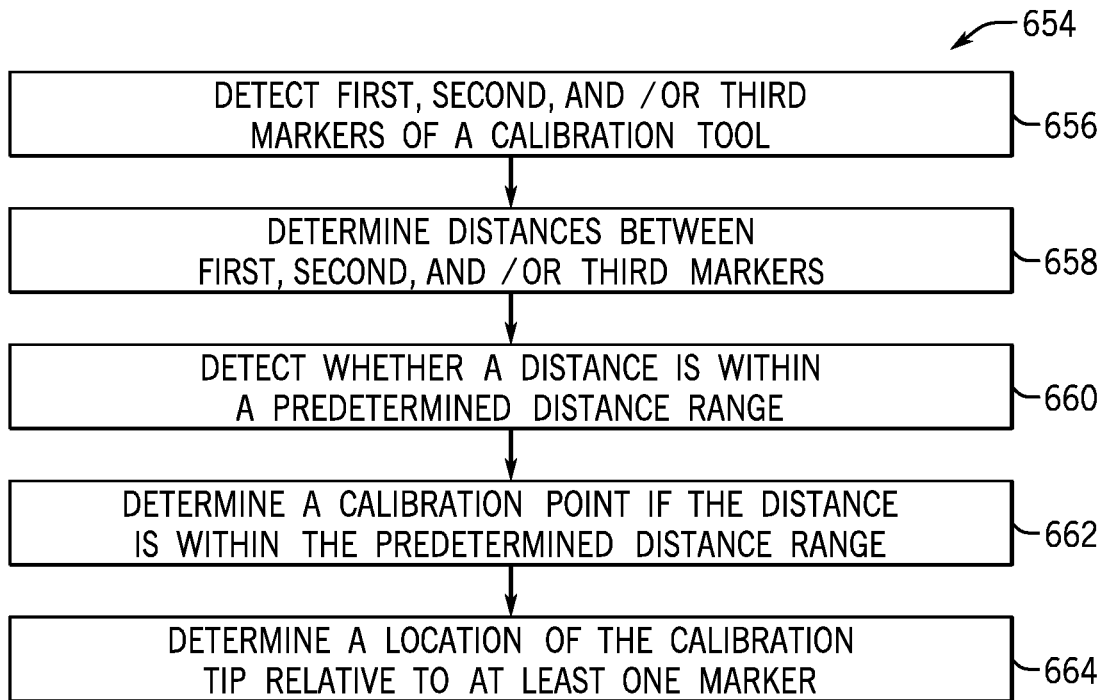 654
DETECT FIRST, SECOND, AND /OR THIRD
MARKERS OF A CALIBRATION TOOL
656
DETERMINE DISTANCES BETWEEN
FIRST, SECOND, AND /OR THIRD MARKERS
658
DETECT WHETHER A DISTANCE IS WITHIN
A PREDETERMINED DISTANCE RANGE
660
DETERMINE A CALIBRATION POINT IF THE DISTANCE
IS WITHIN THE PREDETERMINED DISTANCE RANGE
662
DETERMINE A LOCATION OF THE CALIBRATION
TIP RELATIVE TO AT LEAST ONE MARKER
664